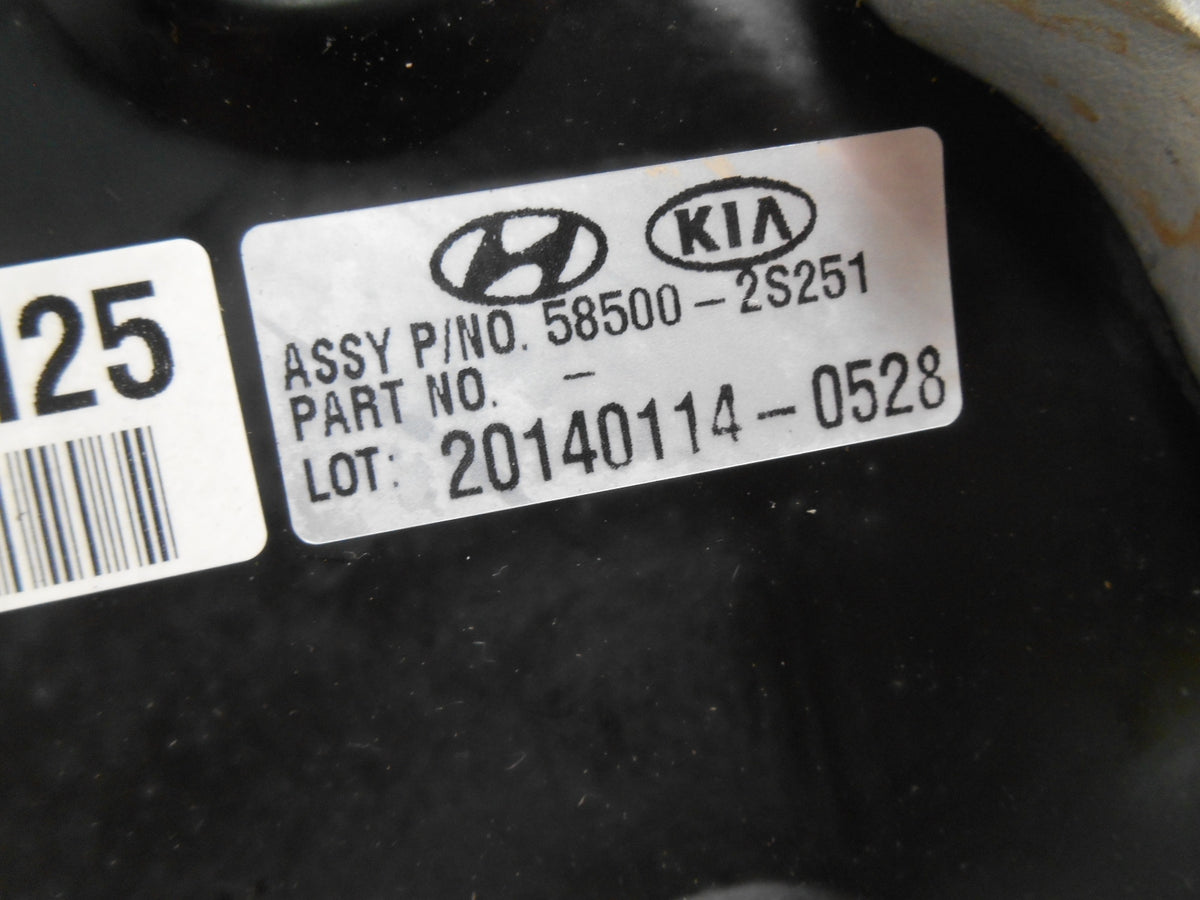 25
KIA
ASSY P/NO. 58500-2S251
PART NO. -
LOT: 20140114-0528